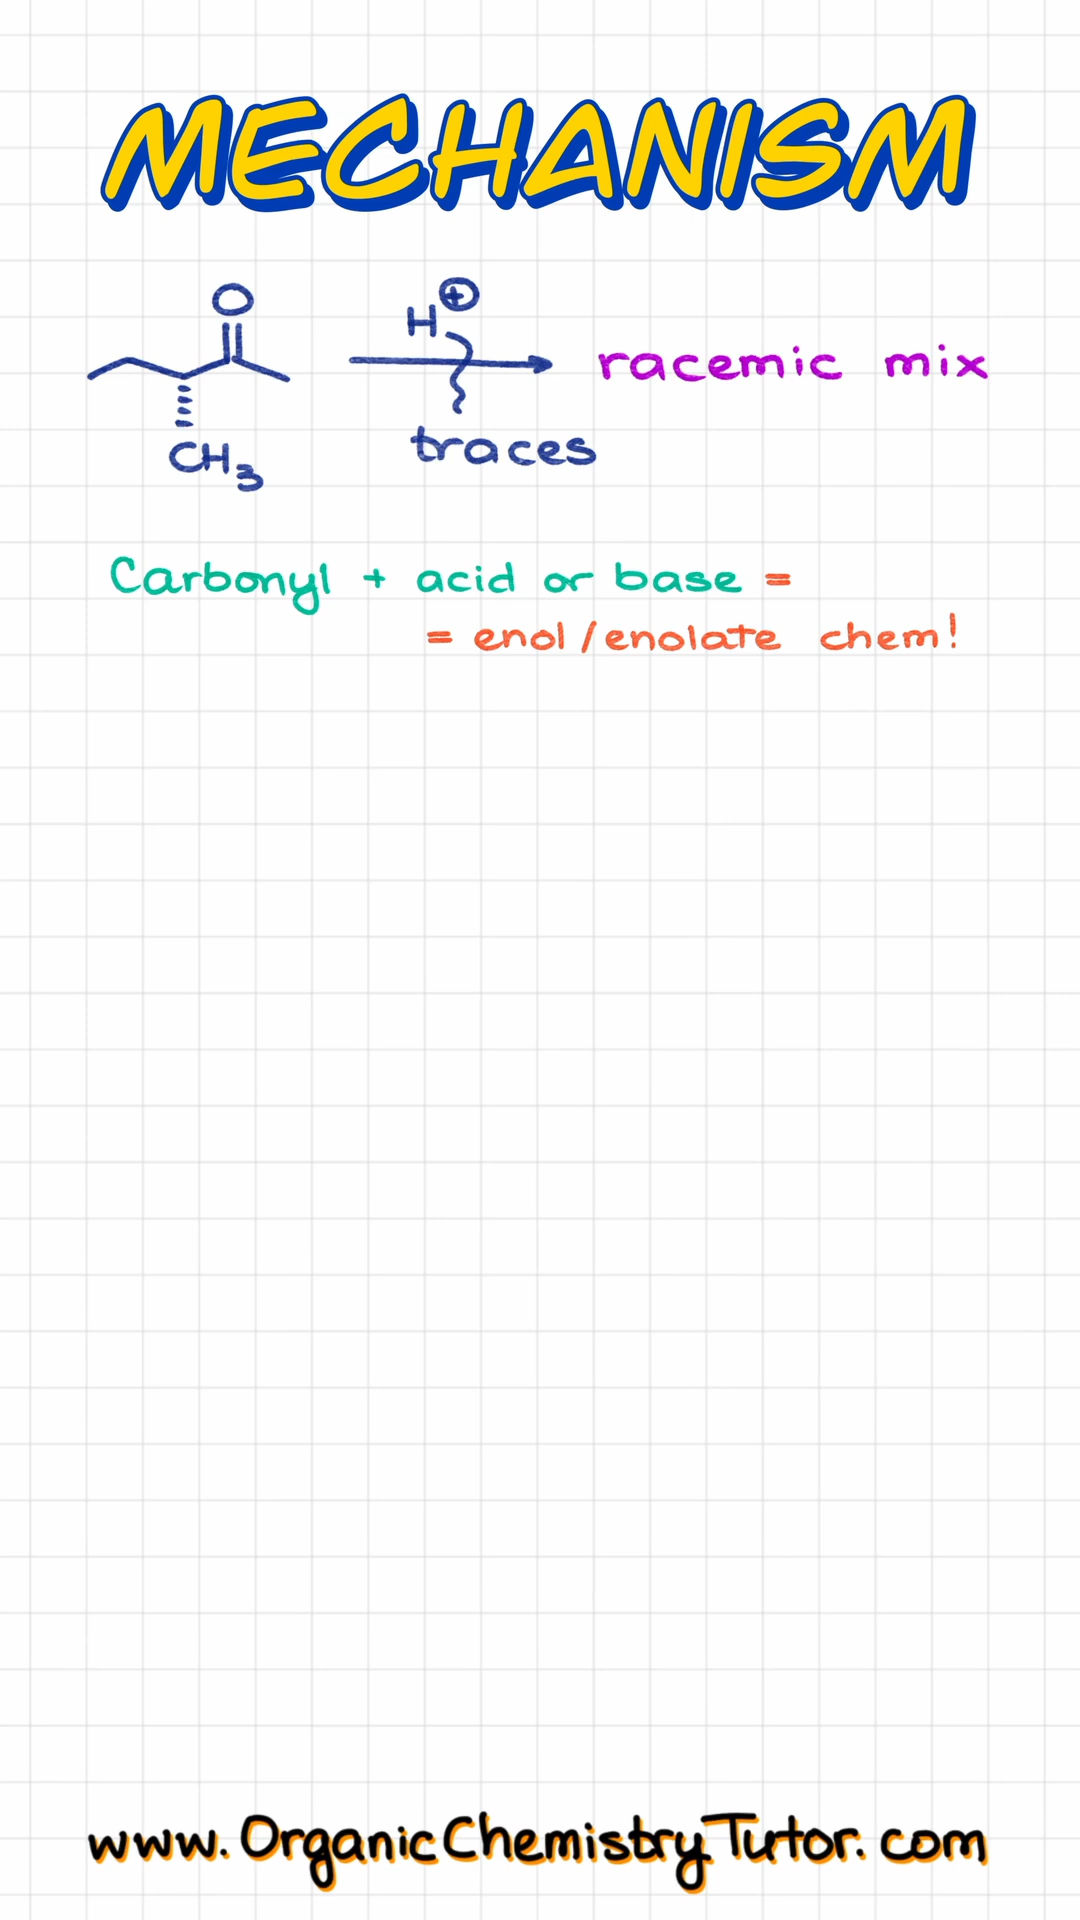 MECHANISM
O
H⊕
racemic mix
CH₃
traces
Carbonyl + acid or base =
= enol/enolate chem!
www.OrganicChemistryTutor.com